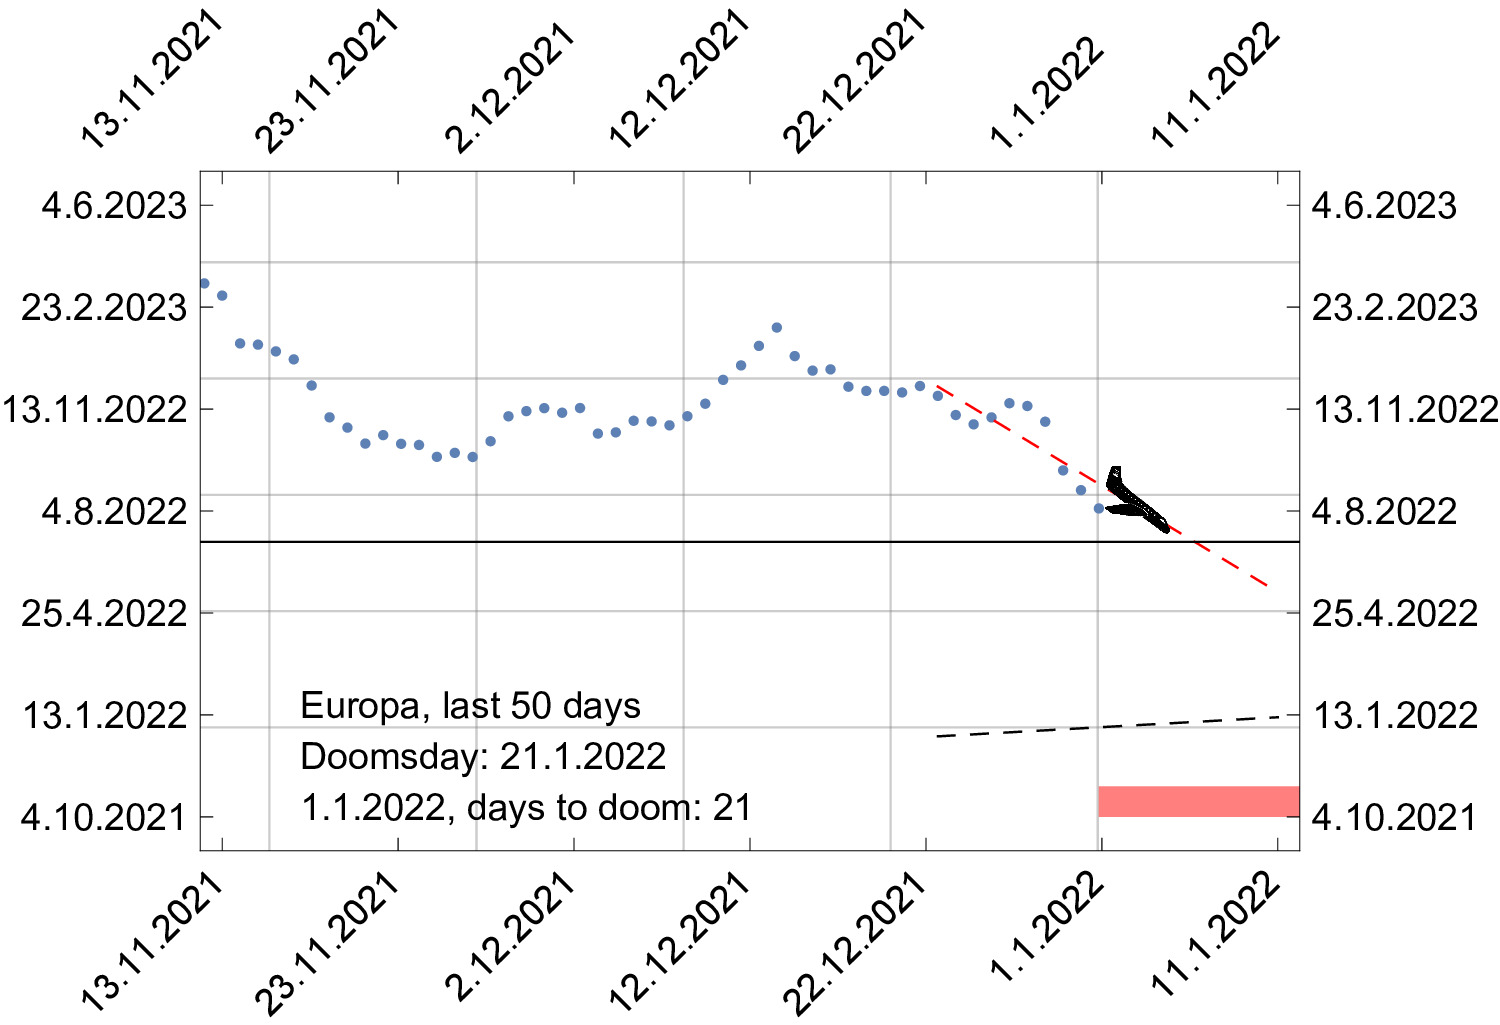 13.11.2021 23.11.2021 2.12.2021 12.12.2021 22.12.2021 1.1.2022 11.1.2022
4.6.2023 4.6.2023
23.2.2023 23.2.2023
13.11.2022 13.11.2022
4.8.2022 4.8.2022
25.4.2022 25.4.2022
Europa, last 50 days
13.1.2022 13.1.2022
Doomsday: 21.1.2022
1.1.2022, days to doom: 21
4.10.2021 4.10.2021
13.11.2021 23.11.2021 2.12.2021 12.12.2021 22.12.2021 1.1.2022 11.1.2022